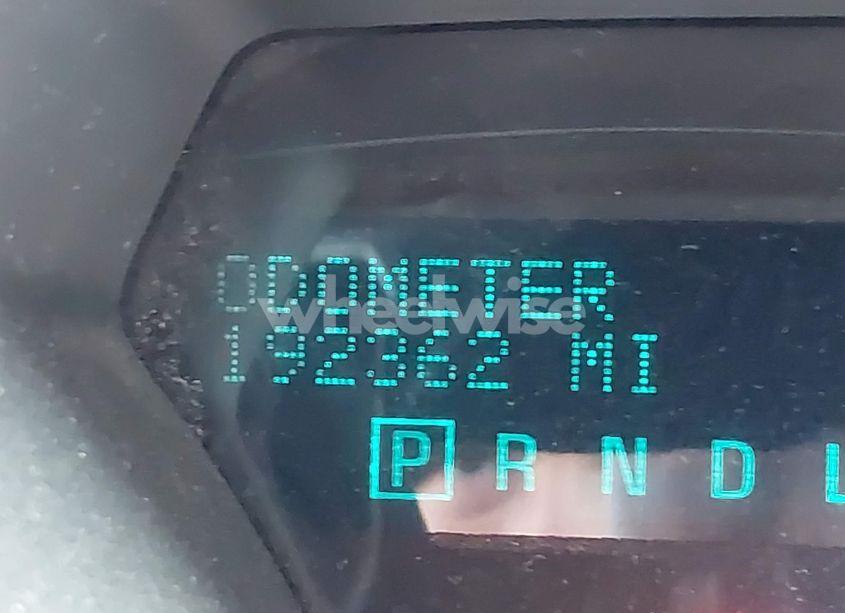 ODOMETER
wheelwise
192362 MI
P R N D L